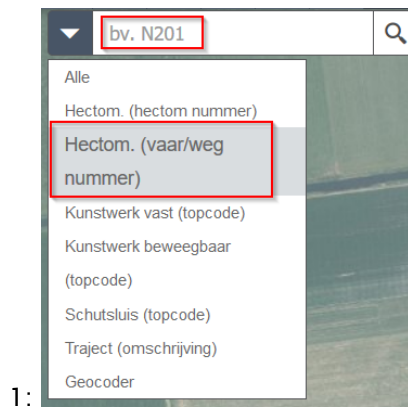 bv. N201
Alle
Hectom. (hectom nummer)
Hectom. (vaar/weg
nummer)
Kunstwerk vast (topcode)
Kunstwerk beweegbaar
(topcode)
Schutsluis (topcode)
Traject (omschrijving)
Geocoder
1: